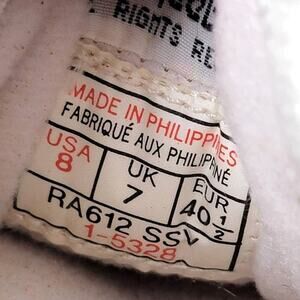 RIGHTS RE
MADE IN PHILIPPINES
FABRIQUÉ AUX PHILIPPINE
USA UK EUR
8 7 40 1/2
RA612 SSV
1-5328